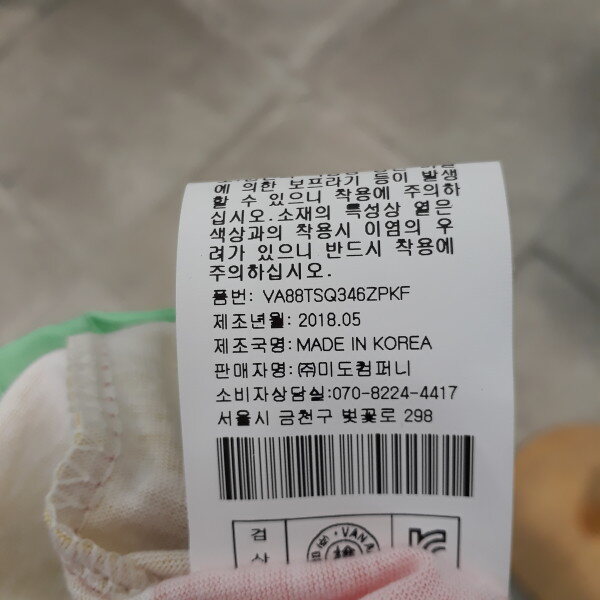 에 의한 보프라기 등이 발생
할 수 있으니 착용에 주의하
십시오.소재의 특성상 옅은
색상과의 착용시 이염의 우
려가 있으니 반드시 착용에
주의하십시오.
품번: VA88TSQ346ZPKF
제조년월: 2018.05
제조국명: MADE IN KOREA
판매자명: ㈜미도컴퍼니
소비자상담실:070-8224-4417
서울시 금천구 벚꽃로 298
검
VAN